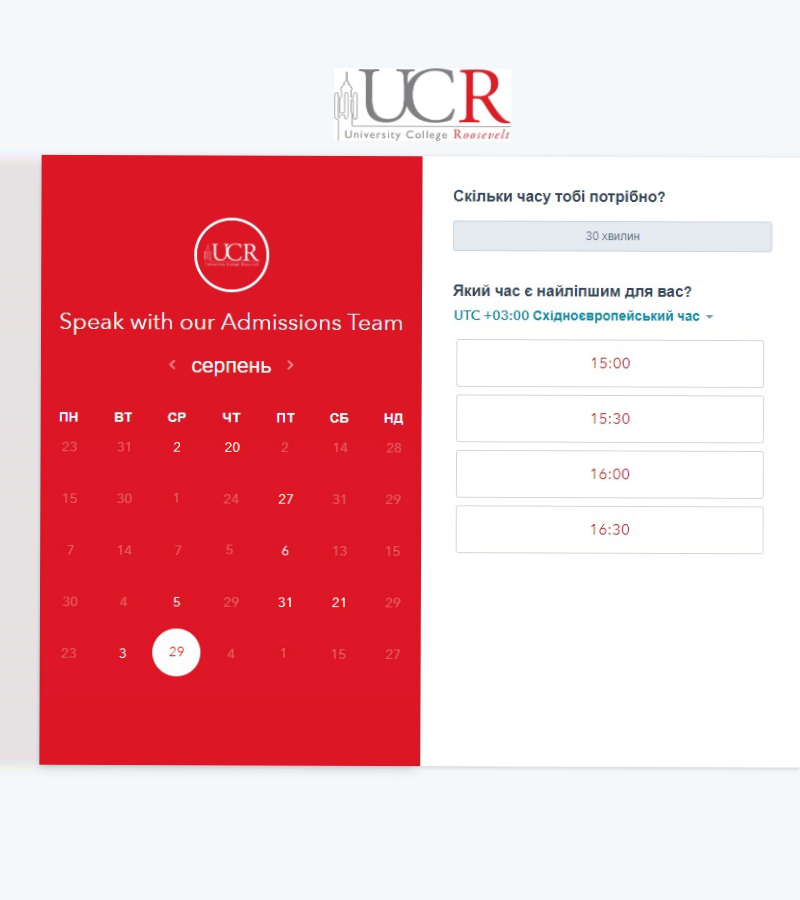 UCR
University College Roosevelt
UCR
Speak with our Admissions Team
серпень
ПН ВТ СР ЧТ ПТ СБ НД
23 31 2 20 2 14 28
15 30 1 24 27 31 29
7 14 7 5 6 13 15
30 4 5 29 31 21 29
23 3 29 4 1 15 27
Скільки часу тобі потрібно?
30 хвилин
Який час є найліпшим для вас?
UTC +03:00 Східноєвропейський час
15:00
15:30
16:00
16:30